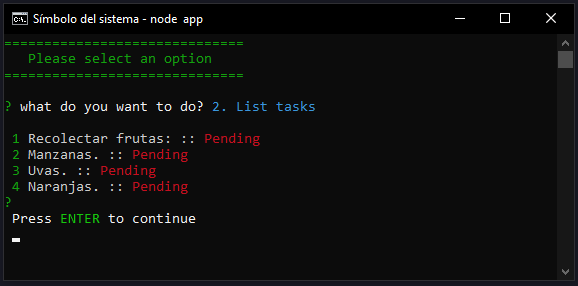 Símbolo del sistema - node app
============================
Please select an option
============================
? what do you want to do? 2. List tasks
1 Recolectar frutas: :: Pending
2 Manzanas. :: Pending
3 Uvas. :: Pending
4 Naranjas. :: Pending
?
Press ENTER to continue